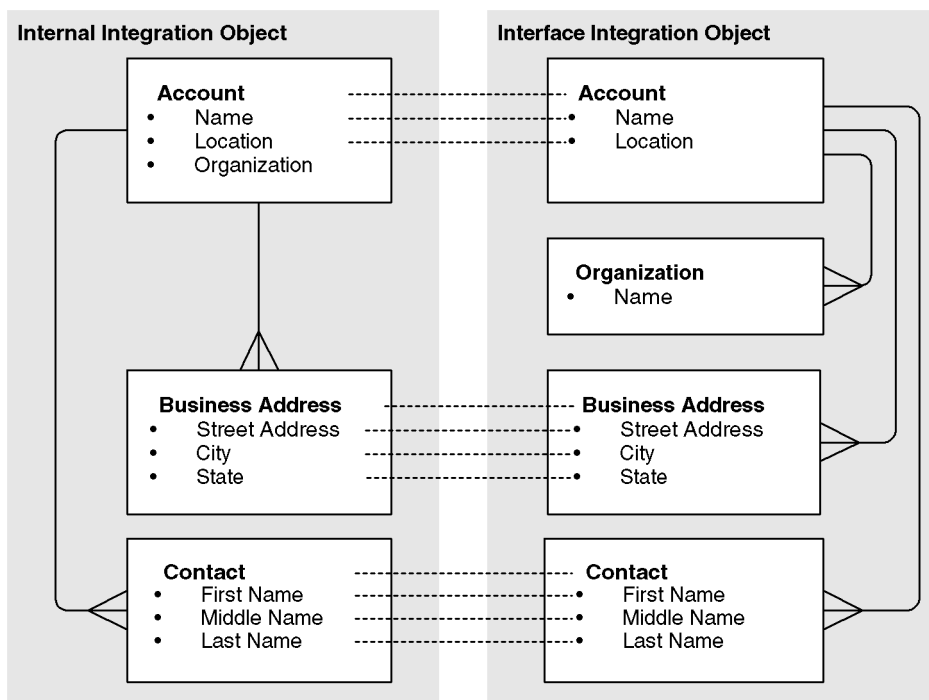 Internal Integration Object
Account
• Name
• Location
• Organization
Business Address
• Street Address
• City
• State
Contact
• First Name
• Middle Name
• Last Name
Interface Integration Object
Account
• Name
• Location
Organization
• Name
Business Address
• Street Address
• City
• State
Contact
• First Name
• Middle Name
• Last Name